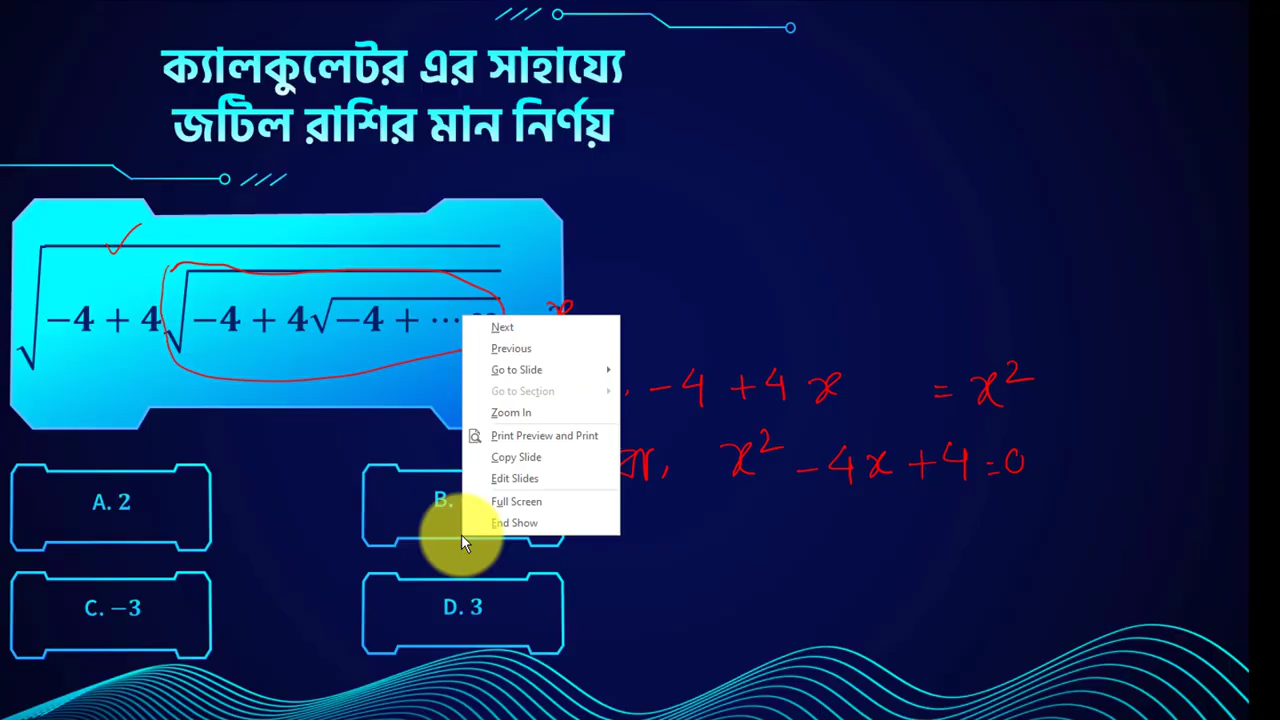 ক্যালকুলেটর এর সাহায্যে
জটিল রাশির মান নির্ণয়
√−4 + 4√−4 + 4√−4 + ⋯
x
−4 + 4x = x²
x² − 4x + 4 = 0
A. 2
B.
C. −3
D. 3
Next
Previous
Go to Slide
Go to Section
Zoom In
Print Preview and Print
Copy Slide
Edit Slides
Full Screen
End Show